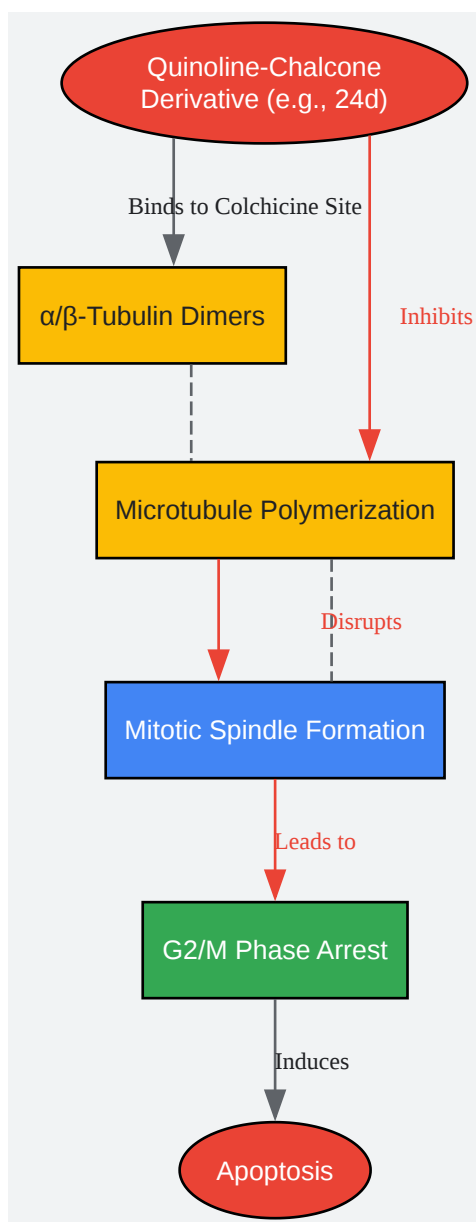 Quinoline-Chalcone
Derivative (e.g., 24d)
Binds to Colchicine Site
α/β-Tubulin Dimers
Inhibits
Microtubule Polymerization
Disrupts
Mitotic Spindle Formation
Leads to
G2/M Phase Arrest
Induces
Apoptosis